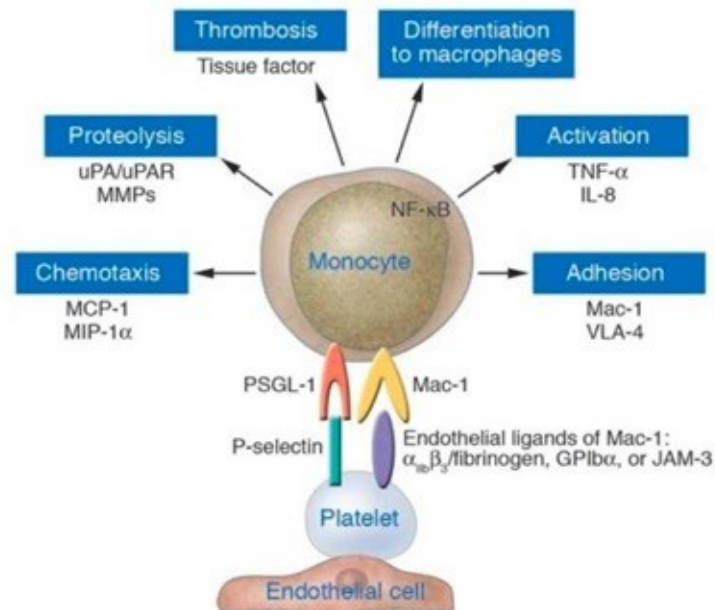 Thrombosis
Tissue factor
Differentiation
to macrophages
Proteolysis
uPA/uPAR
MMPs
Activation
TNF-α
IL-8
NF-κB
Monocyte
Chemotaxis
MCP-1
MIP-1α
Adhesion
Mac-1
VLA-4
PSGL-1
Mac-1
P-selectin
Endothelial ligands of Mac-1:
αIIbβ3/fibrinogen, GPIbα, or JAM-3
Platelet
Endothelial cell